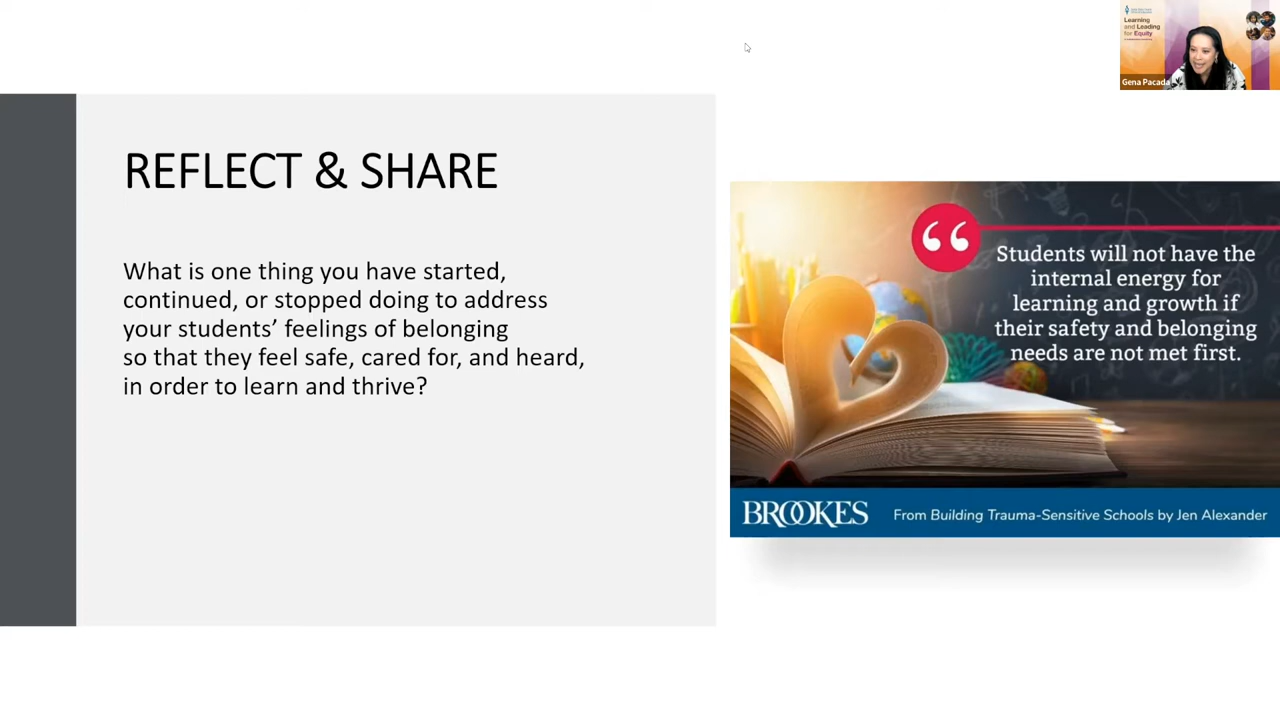 Learning
and Leading
for Equity
Gena Pacada
REFLECT & SHARE
What is one thing you have started,
continued, or stopped doing to address
your students’ feelings of belonging
so that they feel safe, cared for, and heard,
in order to learn and thrive?
“
Students will not have the
internal energy for
learning and growth if
their safety and belonging
needs are not met first.
BROOKES
From Building Trauma-Sensitive Schools by Jen Alexander